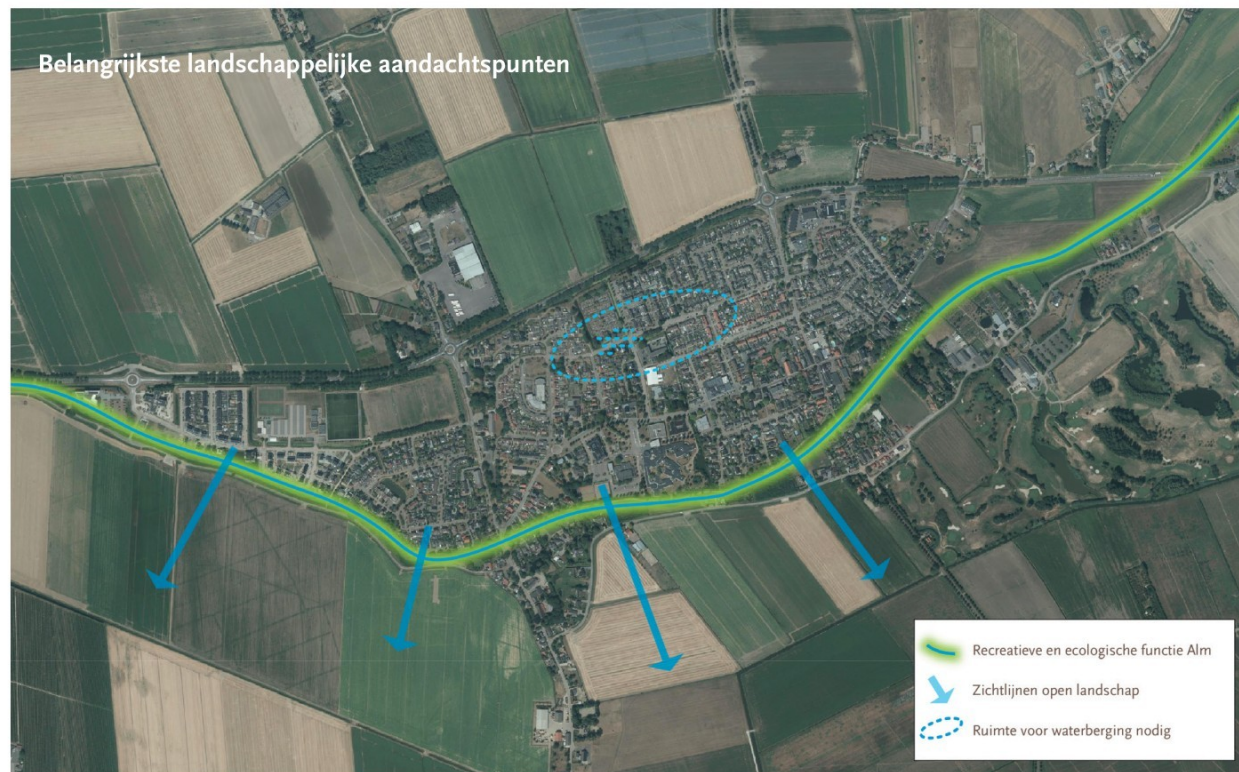 Belangrijkste landschappelijke aandachtspunten
Recreatieve en ecologische functie Alm
Zichtlijnen open landschap
Ruimte voor waterberging nodig